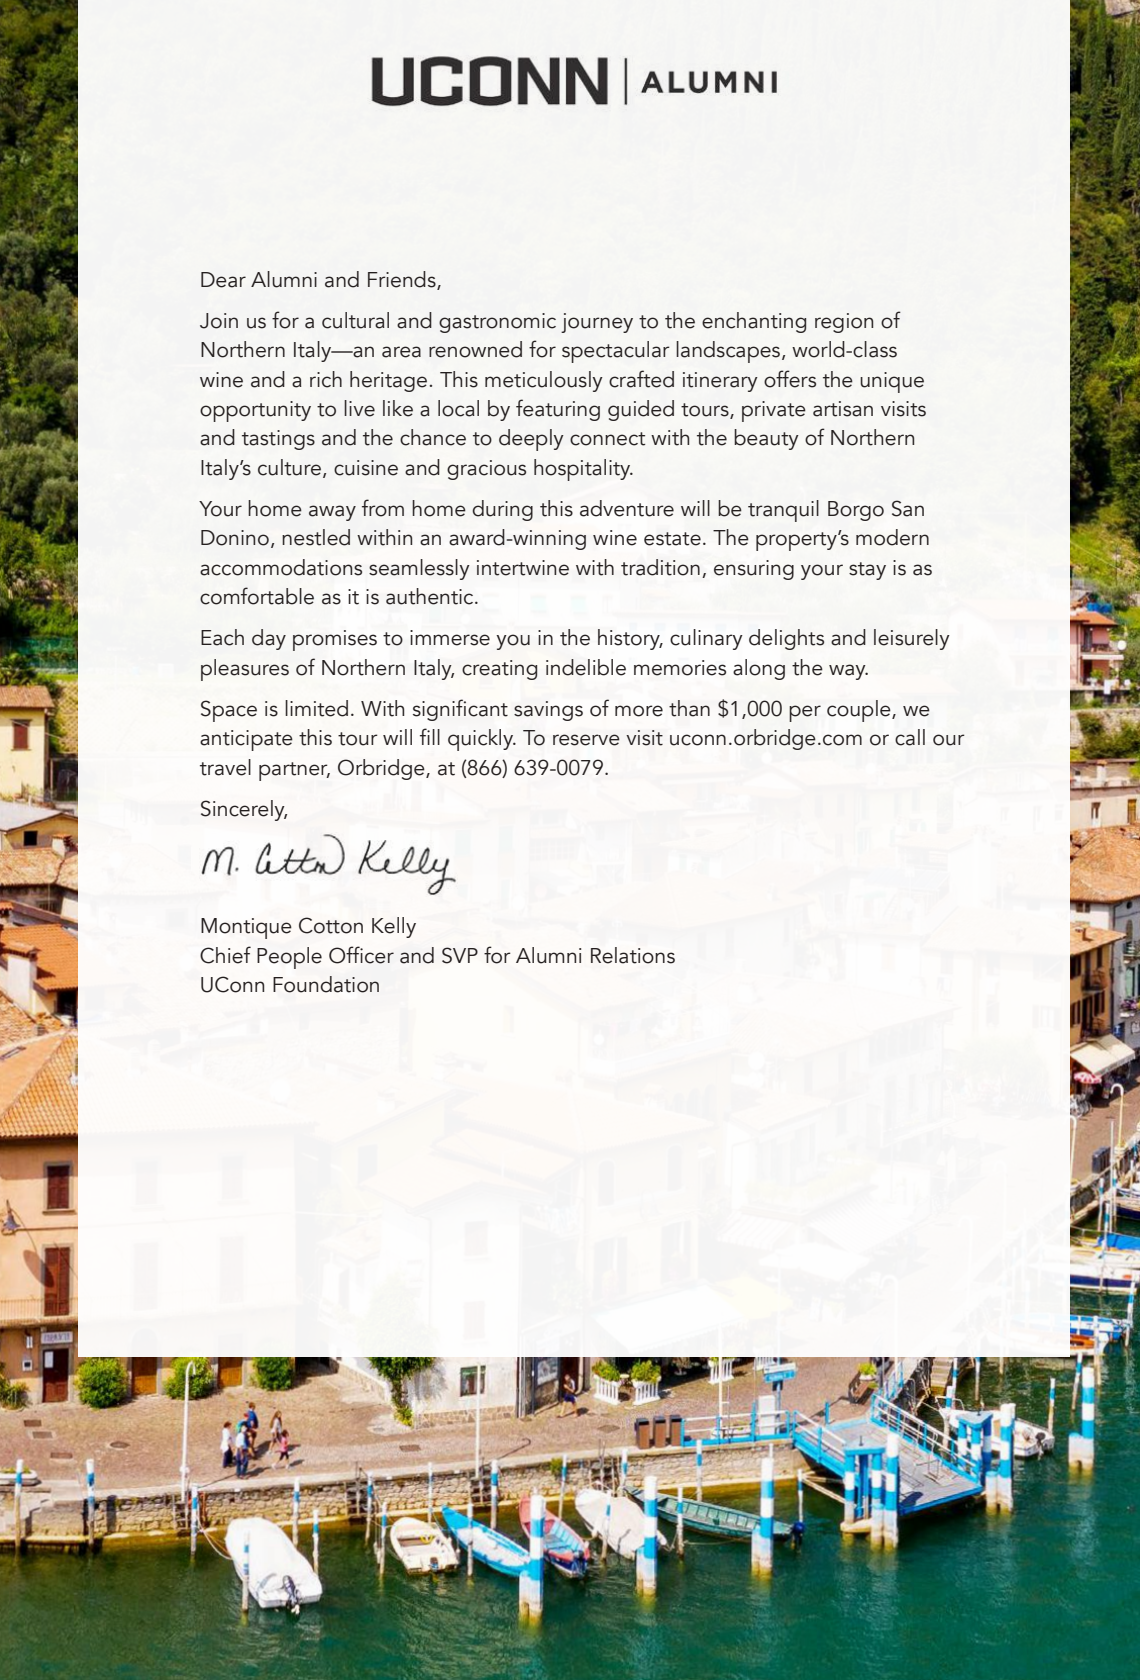 UCONN | ALUMNI
Dear Alumni and Friends,
Join us for a cultural and gastronomic journey to the enchanting region of
Northern Italy—an area renowned for spectacular landscapes, world-class
wine and a rich heritage. This meticulously crafted itinerary offers the unique
opportunity to live like a local by featuring guided tours, private artisan visits
and tastings and the chance to deeply connect with the beauty of Northern
Italy’s culture, cuisine and gracious hospitality.
Your home away from home during this adventure will be tranquil Borgo San
Donino, nestled within an award-winning wine estate. The property’s modern
accommodations seamlessly intertwine with tradition, ensuring your stay is as
comfortable as it is authentic.
Each day promises to immerse you in the history, culinary delights and leisurely
pleasures of Northern Italy, creating indelible memories along the way.
Space is limited. With significant savings of more than $1,000 per couple, we
anticipate this tour will fill quickly. To reserve visit uconn.orbridge.com or call our
travel partner, Orbridge, at (866) 639-0079.
Sincerely,
M. Cotton Kelly
Montique Cotton Kelly
Chief People Officer and SVP for Alumni Relations
UConn Foundation